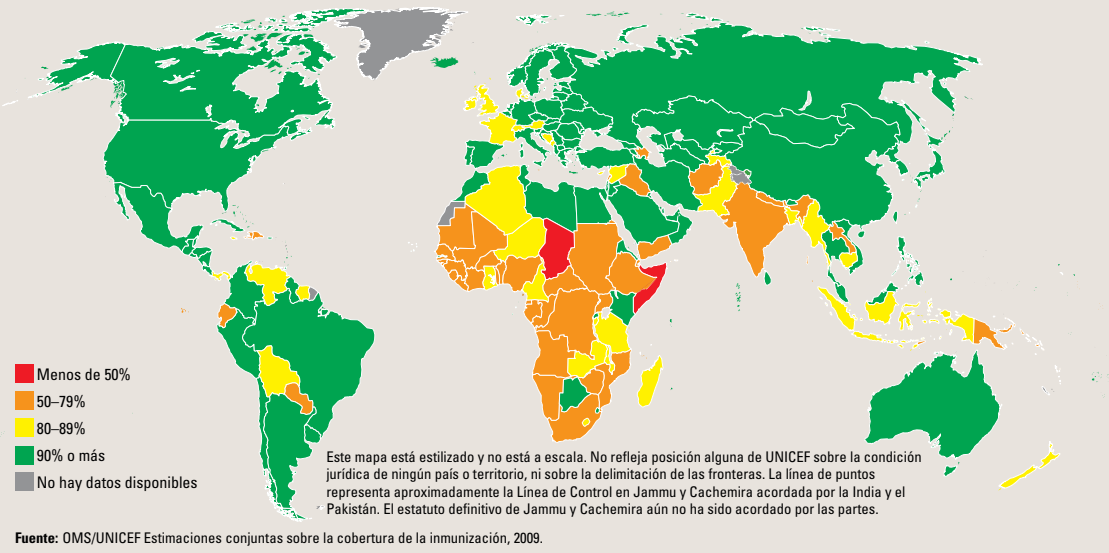 Menos de 50%
50–79%
80–89%
90% o más
No hay datos disponibles
Este mapa está estilizado y no está a escala. No refleja posición alguna de UNICEF sobre la condición
jurídica de ningún país o territorio, ni sobre la delimitación de las fronteras. La línea de puntos
representa aproximadamente la Línea de Control en Jammu y Cachemira acordada por la India y el
Pakistán. El estatuto definitivo de Jammu y Cachemira aún no ha sido acordado por las partes.
Fuente: OMS/UNICEF Estimaciones conjuntas sobre la cobertura de la inmunización, 2009.